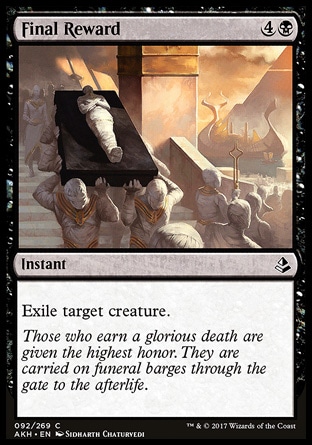 Final Reward 4
Instant
Exile target creature.
Those who earn a glorious death are
given the highest honor. They are
carried on funeral barges through the
gate to the afterlife.
092/269 C
AKH • EN Sidharth Chaturvedi
™ & © 2017 Wizards of the Coast